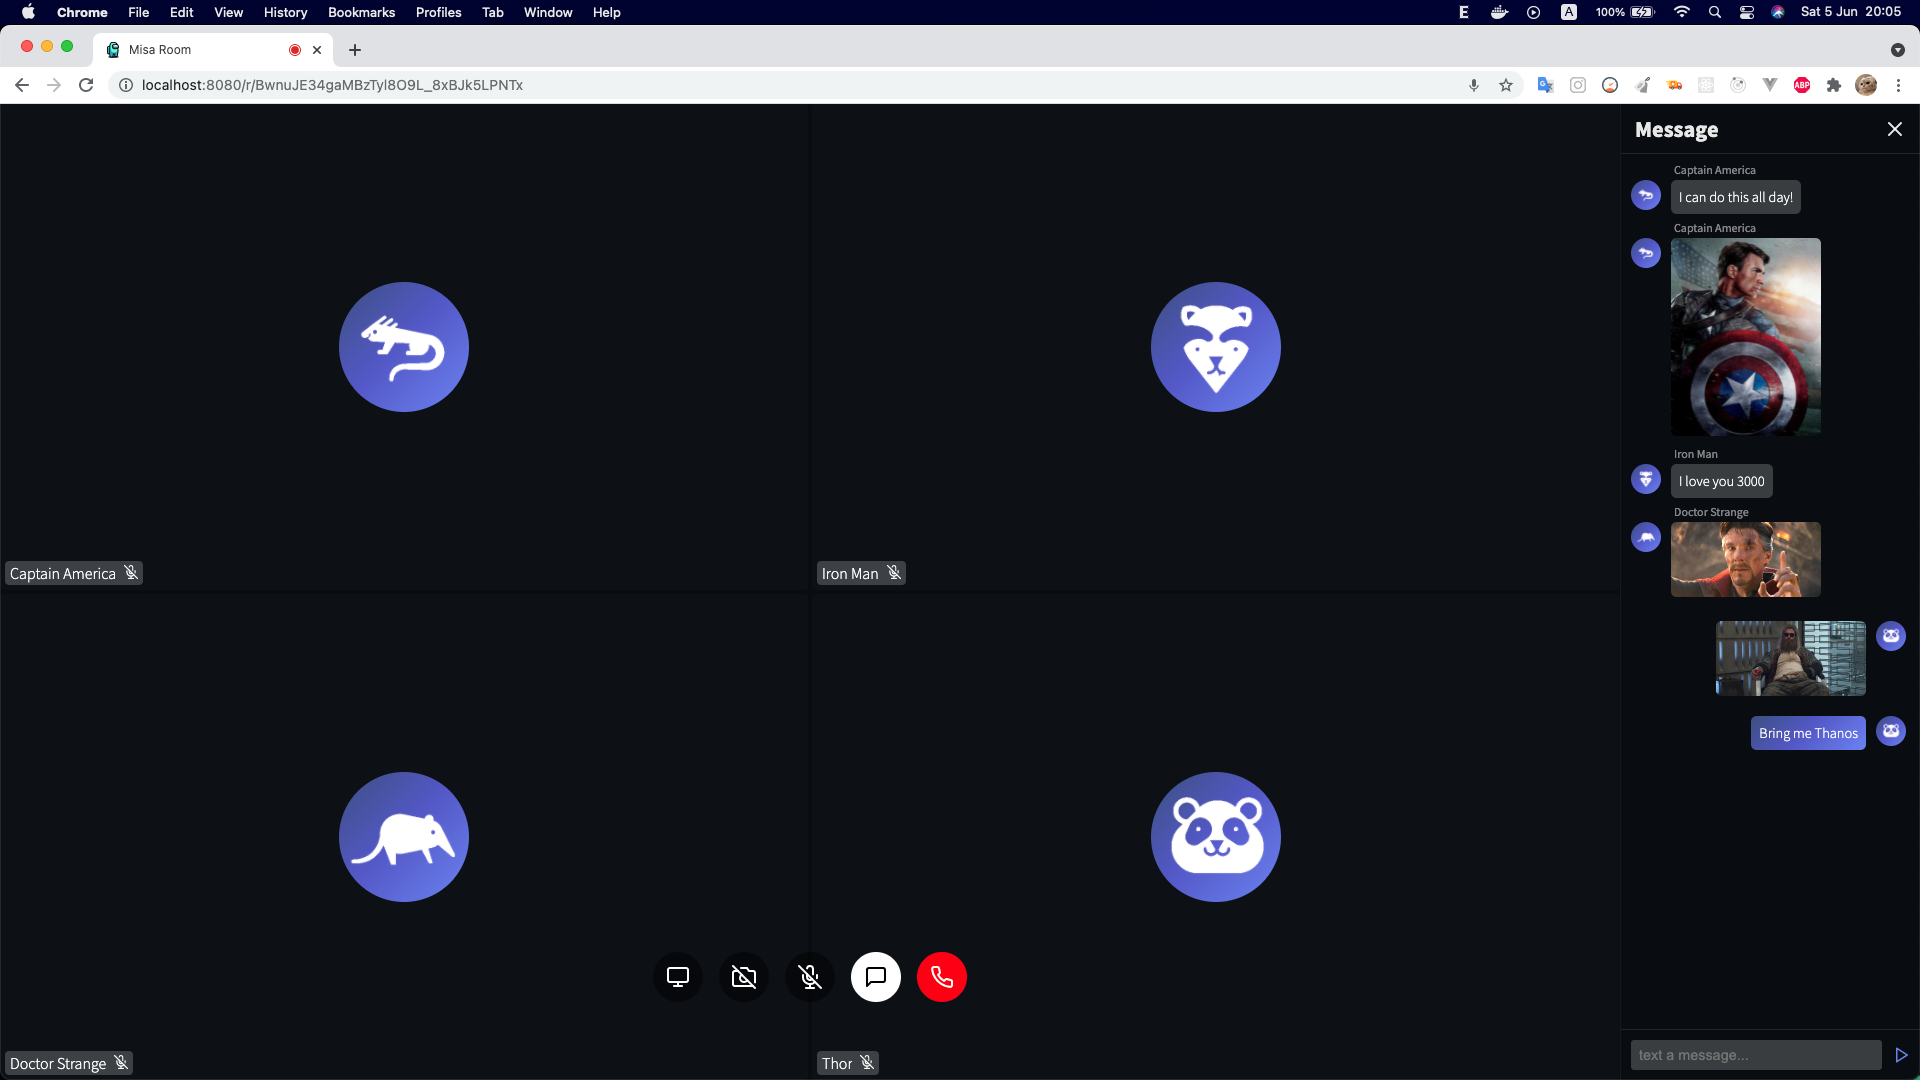 Chrome File Edit View History Bookmarks Profiles Tab Window Help
E A 100% Sat 5 Jun 20:05
Misa Room
localhost:8080/r/BwnuJE34gaMBzTyl8O9L_8xBJk5LPNTx
ABP
Message
Captain America
I can do this all day!
Captain America
Iron Man
I love you 3000
Doctor Strange
Bring me Thanos
text a message...
Captain America
Iron Man
Doctor Strange
Thor